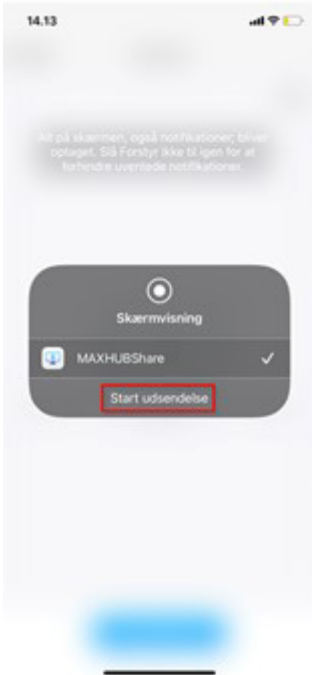 14.13
Alt på skærmen, også notifikationer, bliver
optaget. Slå Forstyr ikke til igen for at
forhindre uventede notifikationer.
Skærmvisning
MAXHUBShare
Start udsendelse